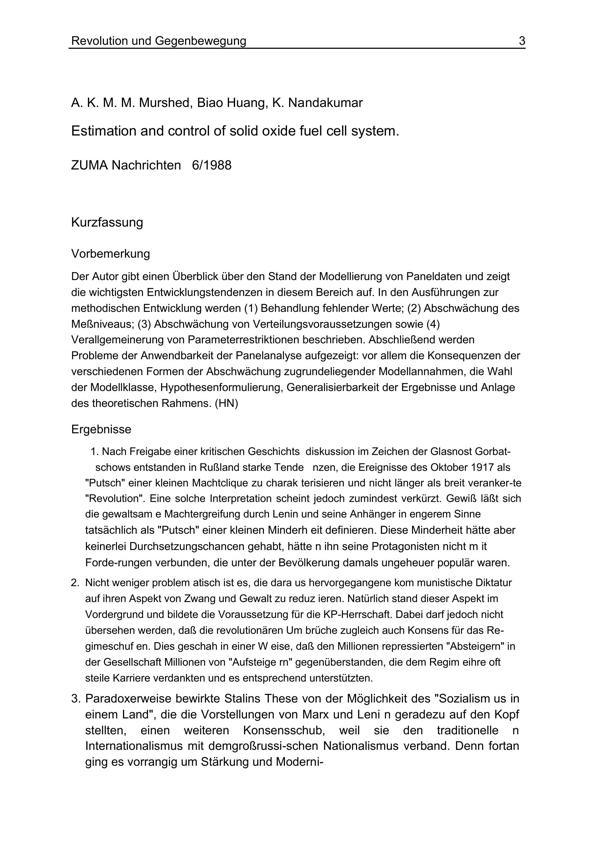 Revolution und Gegenbewegung 3
A. K. M. M. Murshed, Biao Huang, K. Nandakumar
Estimation and control of solid oxide fuel cell system.
ZUMA Nachrichten 6/1988
Kurzfassung
Vorbemerkung
Der Autor gibt einen Überblick über den Stand der Modellierung von Paneldaten und zeigt
die wichtigsten Entwicklungstendenzen in diesem Bereich auf. In den Ausführungen zur
methodischen Entwicklung werden (1) Behandlung fehlender Werte; (2) Abschwächung des
Meßniveaus; (3) Abschwächung von Verteilungsvoraussetzungen sowie (4)
Verallgemeinerung von Parameterrestriktionen beschrieben. Abschließend werden
Probleme der Anwendbarkeit der Panelanalyse aufgezeigt: vor allem die Konsequenzen der
verschiedenen Formen der Abschwächung zugrundeliegender Modellannahmen, die Wahl
der Modellklasse, Hypothesenformulierung, Generalisierbarkeit der Ergebnisse und Anlage
des theoretischen Rahmens. (HN)
Ergebnisse
1. Nach Freigabe einer kritischen Geschichts diskussion im Zeichen der Glasnost Gorbat-
schows entstanden in Rußland starke Tende nzen, die Ereignisse des Oktober 1917 als
"Putsch" einer kleinen Machtclique zu charak terisieren und nicht länger als breit veranker-te
"Revolution". Eine solche Interpretation scheint jedoch zumindest verkürzt. Gewiß läßt sich
die gewaltsam e Machtergreifung durch Lenin und seine Anhänger in engerem Sinne
tatsächlich als "Putsch" einer kleinen Minderh eit definieren. Diese Minderheit hätte aber
keinerlei Durchsetzungschancen gehabt, hätte n ihn seine Protagonisten nicht m it
Forde-rungen verbunden, die unter der Bevölkerung damals ungeheuer populär waren.
2. Nicht weniger problem atisch ist es, die dara us hervorgegangene kom munistische Diktatur
auf ihren Aspekt von Zwang und Gewalt zu reduz ieren. Natürlich stand dieser Aspekt im
Vordergrund und bildete die Voraussetzung für die KP-Herrschaft. Dabei darf jedoch nicht
übersehen werden, daß die revolutionären Um brüche zugleich auch Konsens für das Re-
gimeschuf en. Dies geschah in einer W eise, daß den Millionen repressierten "Absteigern" in
der Gesellschaft Millionen von "Aufsteige rn" gegenüberstanden, die dem Regim eihre oft
steile Karriere verdankten und es entsprechend unterstützten.
3. Paradoxerweise bewirkte Stalins These von der Möglichkeit des "Sozialism us in
einem Land", die die Vorstellungen von Marx und Leni n geradezu auf den Kopf
stellten, einen weiteren Konsensschub, weil sie den traditionelle n
Internationalismus mit demgroßrussi-schen Nationalismus verband. Denn fortan
ging es vorrangig um Stärkung und Moderni-